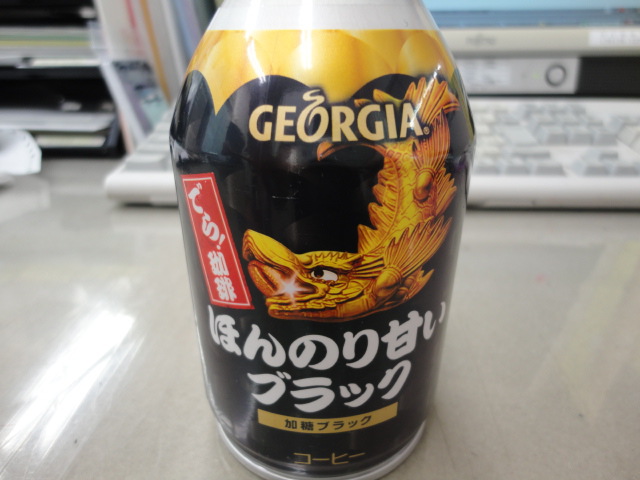 GEORGIA®
でら!珈琲
ほんのり甘い
ブラック
加糖ブラック
コーヒー
FUJITSU